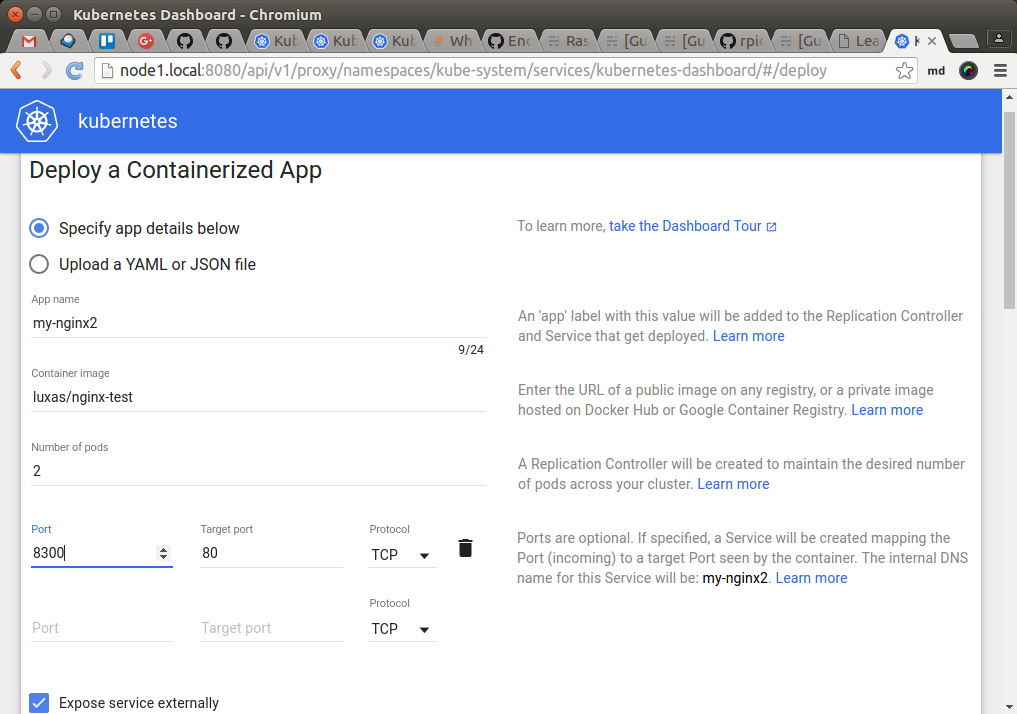 Kubernetes Dashboard - Chromium
Kub
Kub
Kub
Wh
Enc
Ras
[Gu
[Gu
rpi
[Gu
Lea
node1.local:8080/api/v1/proxy/namespaces/kube-system/services/kubernetes-dashboard/#/deploy
md
kubernetes
Deploy a Containerized App
Specify app details below
To learn more, take the Dashboard Tour
Upload a YAML or JSON file
App name
my-nginx2
9/24
An 'app' label with this value will be added to the Replication Controller
and Service that get deployed. Learn more
Container image
luxas/nginx-test
Enter the URL of a public image on any registry, or a private image
hosted on Docker Hub or Google Container Registry. Learn more
Number of pods
2
A Replication Controller will be created to maintain the desired number
of pods across your cluster. Learn more
Port Target port Protocol
8300 80 TCP
Ports are optional. If specified, a Service will be created mapping the
Port (incoming) to a target Port seen by the container. The internal DNS
name for this Service will be: my-nginx2. Learn more
Protocol
Port Target port TCP
Expose service externally